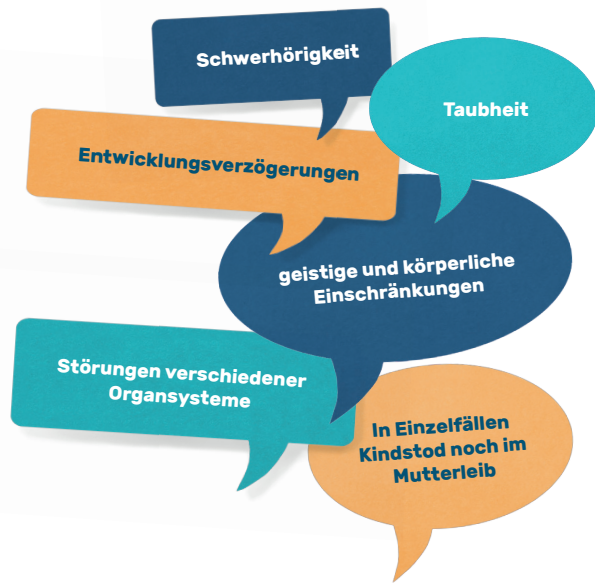 Schwerhörigkeit
Taubheit
Entwicklungsverzögerungen
geistige und körperliche
Einschränkungen
Störungen verschiedener
Organsysteme
In Einzelfällen
Kindstod noch im
Mutterleib